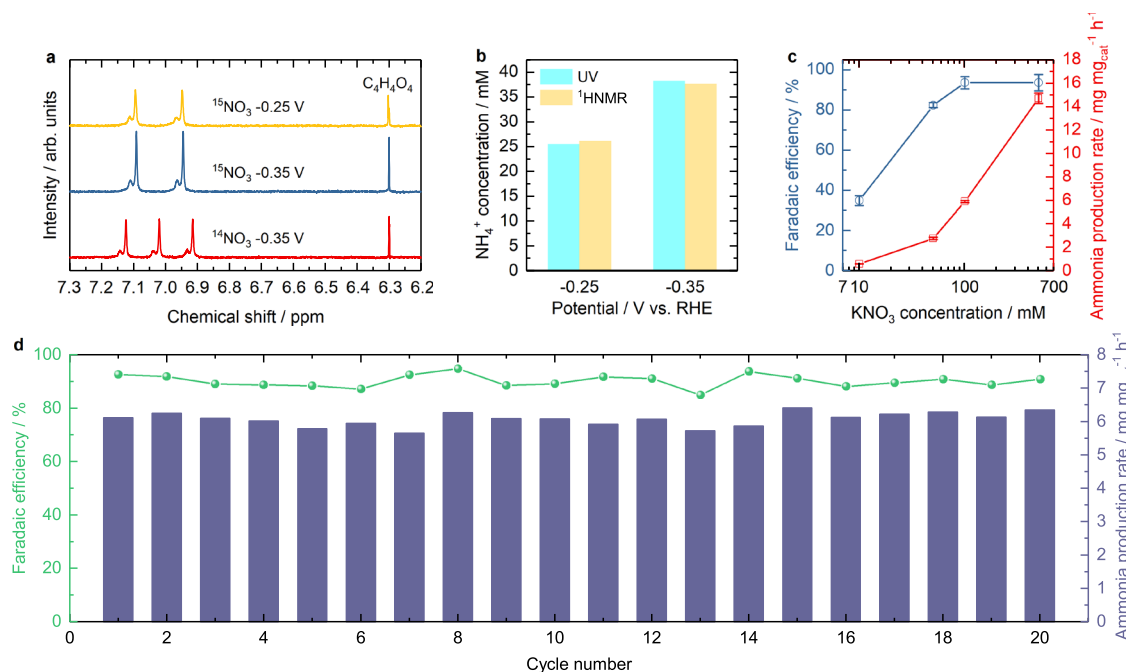 a
Intensity / arb. units
C₄H₄O₄
¹⁵NO₃ -0.25 V
¹⁵NO₃ -0.35 V
¹⁴NO₃ -0.35 V
7.3 7.2 7.1 7.0 6.9 6.8 6.7 6.6 6.5 6.4 6.3 6.2
Chemical shift / ppm
b
NH₄⁺ concentration / mM
40
35
30
25
20
15
10
5
0
UV
¹HNMR
-0.25 -0.35
Potential / V vs. RHE
c
Faradaic efficiency / %
100
80
60
40
20
0
18
16
14
12
10
8
6
4
2
0
Ammonia production rate / mg mg_cat⁻¹ h⁻¹
7 10 100 700
KNO₃ concentration / mM
d
Faradaic efficiency / %
100
80
60
40
20
0
8
7
6
5
4
3
2
1
0
Ammonia production rate / mg mg
⁻¹ h⁻¹
0 2 4 6 8 10 12 14 16 18 20
Cycle number